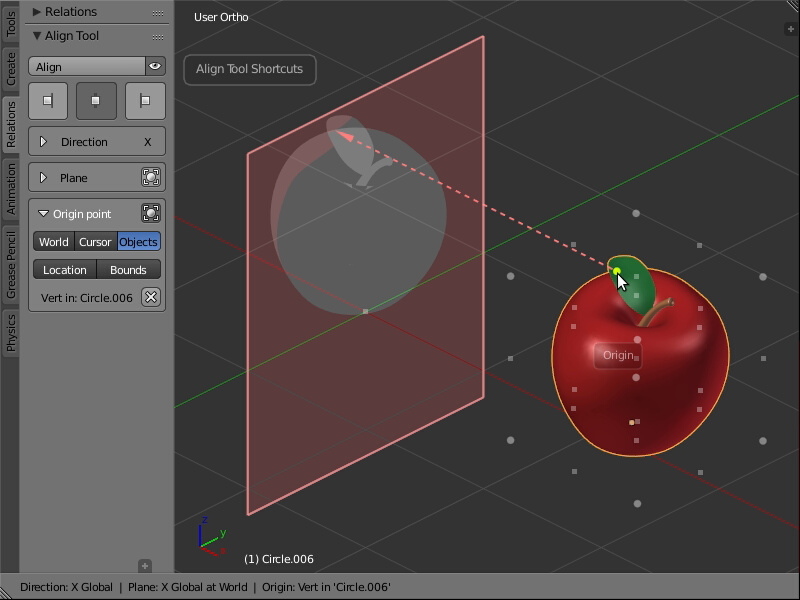 Relations
Align Tool
Align
Direction X
Plane
Origin point
World Cursor Objects
Location Bounds
Vert in: Circle.006
Tools
Create
Relations
Animation
Grease Pencil
Physics
User Ortho
Align Tool Shortcuts
Origin
z
y
x
(1) Circle.006
Direction: X Global | Plane: X Global at World | Origin: Vert in 'Circle.006'